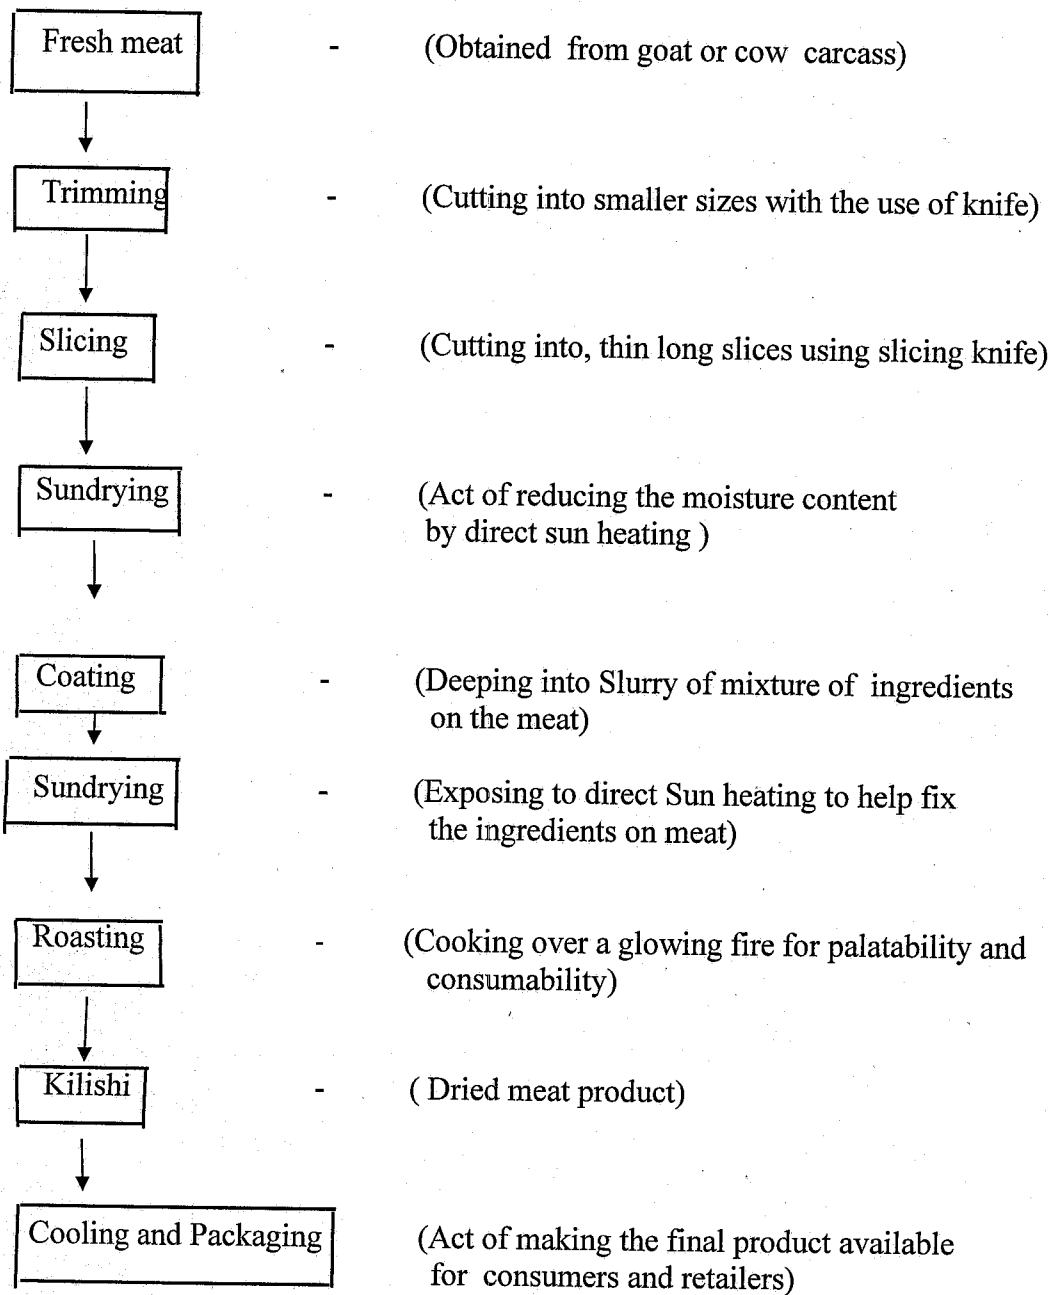 Fresh meat - (Obtained from goat or cow carcass)
Trimming - (Cutting into smaller sizes with the use of knife)
Slicing - (Cutting into, thin long slices using slicing knife)
Sundrying - (Act of reducing the moisture content
by direct sun heating )
Coating - (Deeping into Slurry of mixture of ingredients
on the meat)
Sundrying - (Exposing to direct Sun heating to help fix
the ingredients on meat)
Roasting - (Cooking over a glowing fire for palatability and
consumability)
Kilishi - ( Dried meat product)
Cooling and Packaging (Act of making the final product available
for consumers and retailers)